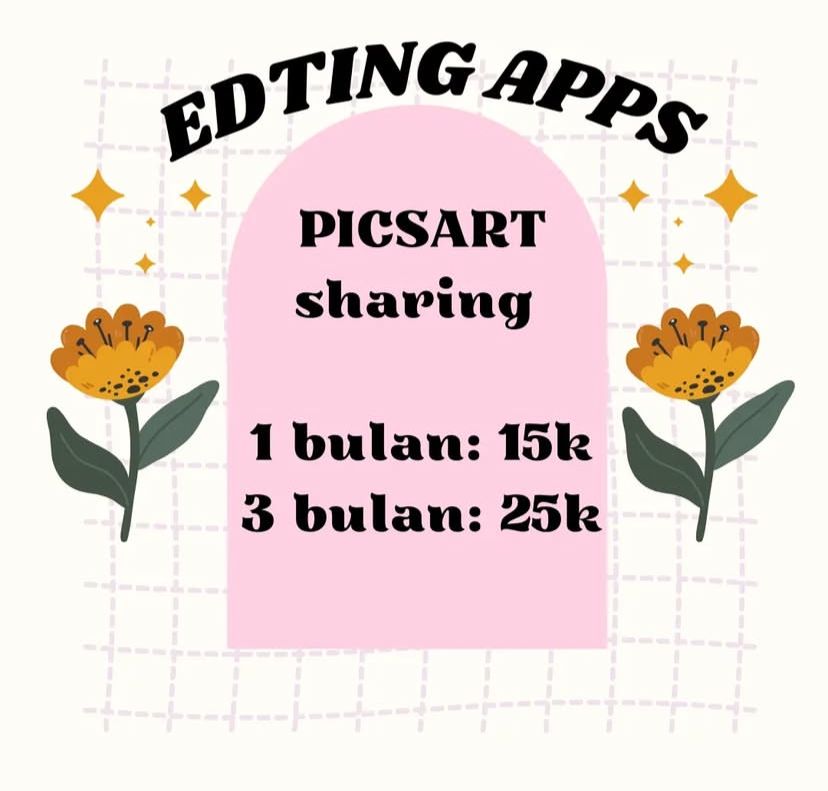 EDTING APPS
PICSART
sharing
1 bulan: 15k
3 bulan: 25k